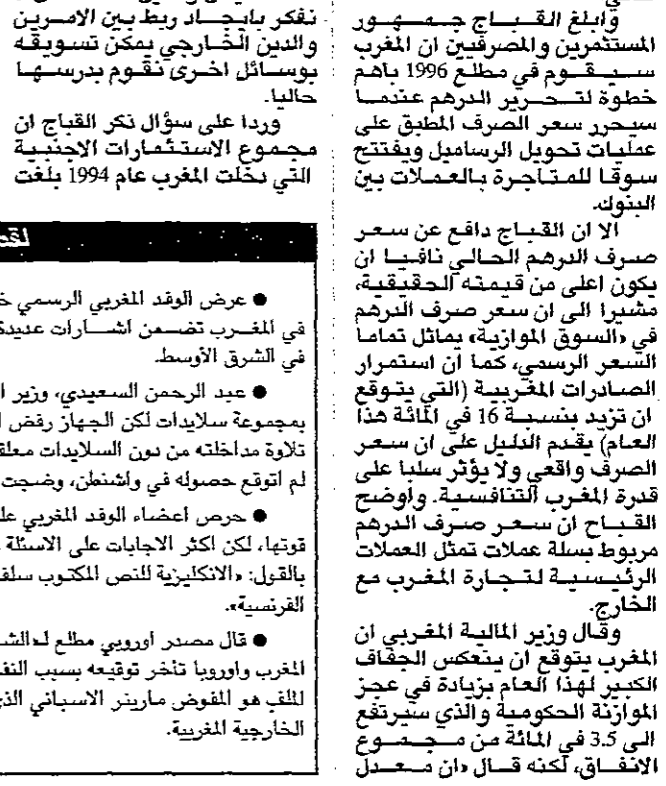 وابلغ القباج جمهور
المستثمرين والمصرفيين ان المغرب
سيقوم في مطلع 1996 باهم
خطوة لتحرير الدرهم عندما
سيحرر سعر الصرف المطبق على
عمليات تحويل الرساميل ويفتتح
سوقا للمتاجرة بالعملات بين
البنوك.
الا ان القباج دافع عن سعر
صرف الدرهم الحالي نافيا ان
يكون اعلى من قيمته الحقيقية،
مشيرا الى ان سعر صرف الدرهم
في «السوق الموازية» يماثل تماما
السعر الرسمي، كما ان استمرار
الصادرات المغربية (التي يتوقع
ان تزيد بنسبة 16 في المائة هذا
العام) يقدم الدليل على ان سعر
الصرف واقعي ولا يؤثر سلبا على
قدرة المغرب التنافسية. واوضح
القباج ان سعر صرف الدرهم
مربوط بسلة عملات تمثل العملات
الرئيسية لتجارة المغرب مع
الخارج.
وقال وزير المالية المغربي ان
المغرب يتوقع ان ينعكس الجفاف
الكبير لهذا العام بزيادة في عجز
الموازنة الحكومية والذي سيرتفع
الى 3.5 في المائة من مجموع
الانفاق، لكنه قال «ان معدل
نفكر بايجاد ربط بين الامرين
والدين الخارجي يمكن تسويقه
بوسائل اخرى نقوم بدرسها
حاليا.
وردا على سؤال ذكر القباج ان
مجموع الاستثمارات الاجنبية
التي دخلت المغرب عام 1994 بلغت
● عرض الوفد المغربي الرسمي
في المغرب تضمن اشارات عديدة
في الشرق الأوسط.
● عبد الرحمن السعيدي، وزير
بمجموعة سلايدات لكن الجهاز رفض
تلاوة مداخلته من دون السلايدات
لم اتوقع حصوله في واشنطن، وضجت
● حرص اعضاء الوفد المغربي
قوتها، لكن اكثر الاجابات على الاسئلة
بالقول: «الانكليزية للنص المكتوب
الفرنسية».
● قال مصدر اوروبي مطلع
المغرب واوروبا تأخر توقيعه بسبب
الملف هو المفوض مارينر الاسباني
الخارجية المغربية.